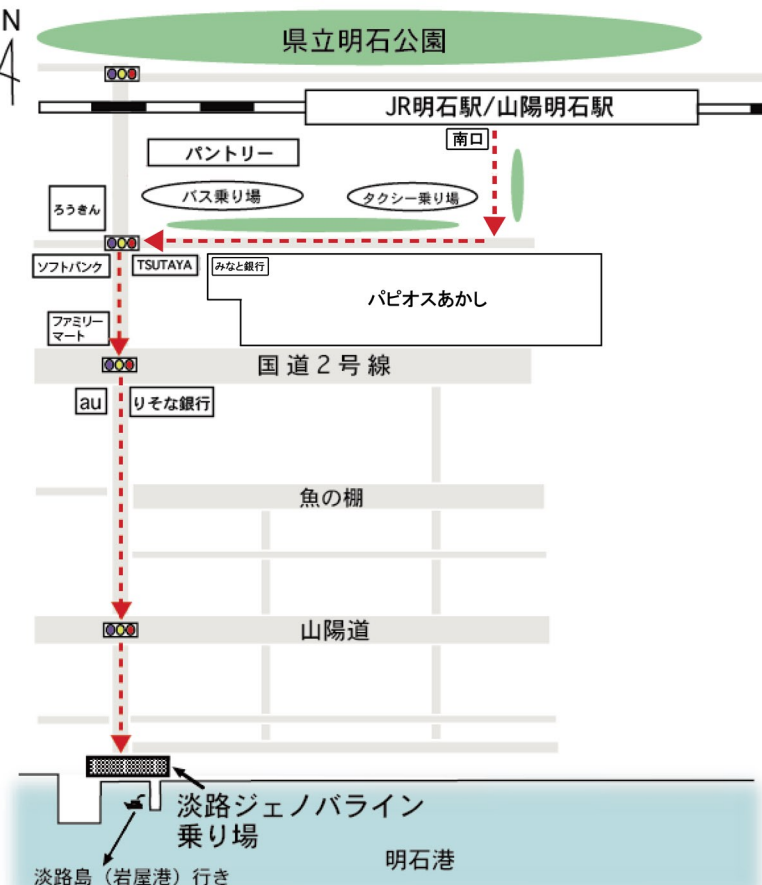 N
県立明石公園
JR明石駅/山陽明石駅
南口
パントリー
バス乗り場
タクシー乗り場
ろうきん
ソフトバンク
TSUTAYA
みなと銀行
パピオスあかし
ファミリー
マート
国道2号線
au
りそな銀行
魚の棚
山陽道
淡路ジェノバライン
乗り場
明石港
淡路島（岩屋港）行き